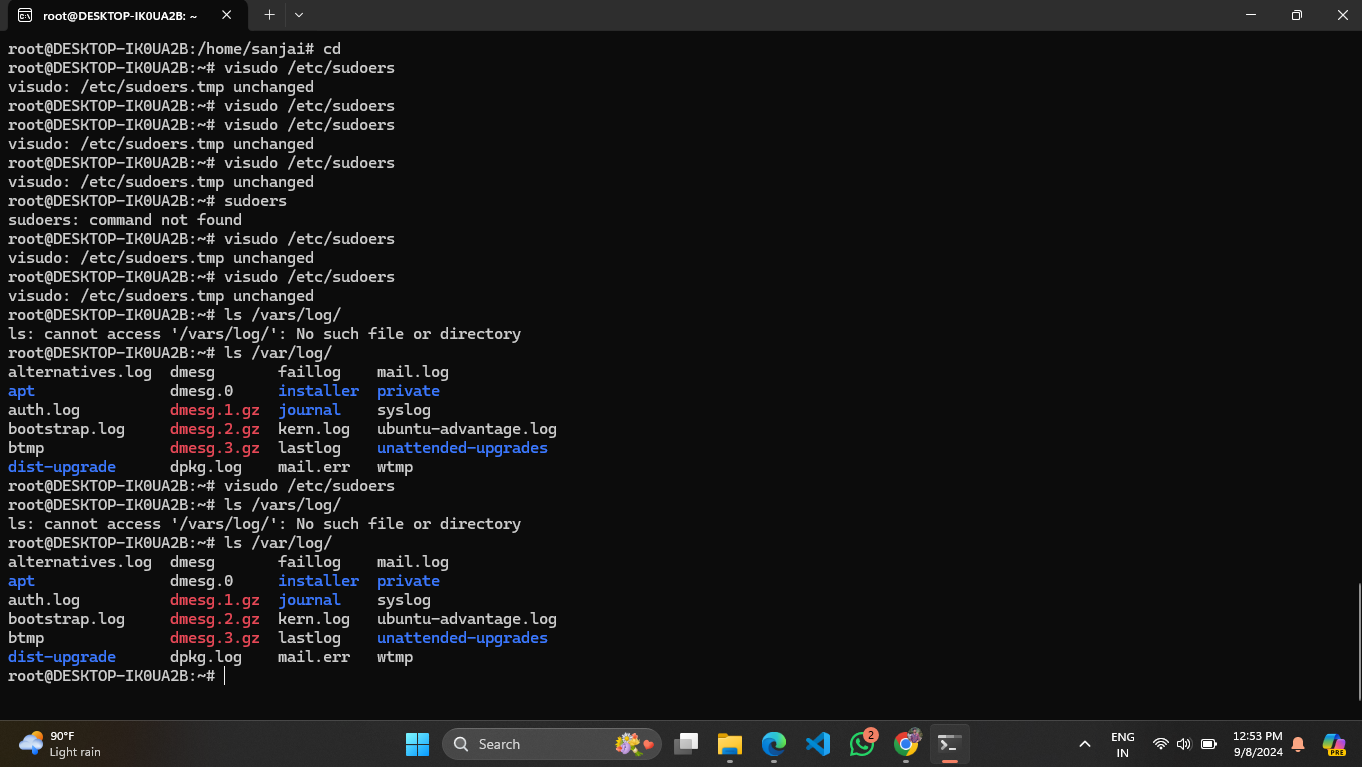 root@DESKTOP-IK0UA2B: ~
root@DESKTOP-IK0UA2B:/home/sanjai# cd
root@DESKTOP-IK0UA2B:~# visudo /etc/sudoers
visudo: /etc/sudoers.tmp unchanged
root@DESKTOP-IK0UA2B:~# visudo /etc/sudoers
root@DESKTOP-IK0UA2B:~# visudo /etc/sudoers
visudo: /etc/sudoers.tmp unchanged
root@DESKTOP-IK0UA2B:~# visudo /etc/sudoers
visudo: /etc/sudoers.tmp unchanged
root@DESKTOP-IK0UA2B:~# sudoers
sudoers: command not found
root@DESKTOP-IK0UA2B:~# visudo /etc/sudoers
visudo: /etc/sudoers.tmp unchanged
root@DESKTOP-IK0UA2B:~# visudo /etc/sudoers
visudo: /etc/sudoers.tmp unchanged
root@DESKTOP-IK0UA2B:~# ls /vars/log/
ls: cannot access '/vars/log/': No such file or directory
root@DESKTOP-IK0UA2B:~# ls /var/log/
alternatives.log  dmesg       faillog    mail.log
apt               dmesg.0     installer  private
auth.log          dmesg.1.gz  journal    syslog
bootstrap.log     dmesg.2.gz  kern.log   ubuntu-advantage.log
btmp              dmesg.3.gz  lastlog    unattended-upgrades
dist-upgrade      dpkg.log    mail.err   wtmp
root@DESKTOP-IK0UA2B:~# visudo /etc/sudoers
root@DESKTOP-IK0UA2B:~# ls /vars/log/
ls: cannot access '/vars/log/': No such file or directory
root@DESKTOP-IK0UA2B:~# ls /var/log/
alternatives.log  dmesg       faillog    mail.log
apt               dmesg.0     installer  private
auth.log          dmesg.1.gz  journal    syslog
bootstrap.log     dmesg.2.gz  kern.log   ubuntu-advantage.log
btmp              dmesg.3.gz  lastlog    unattended-upgrades
dist-upgrade      dpkg.log    mail.err   wtmp
root@DESKTOP-IK0UA2B:~#
90°F
Light rain
Search
2
ENG
IN
12:53 PM
9/8/2024
PRE